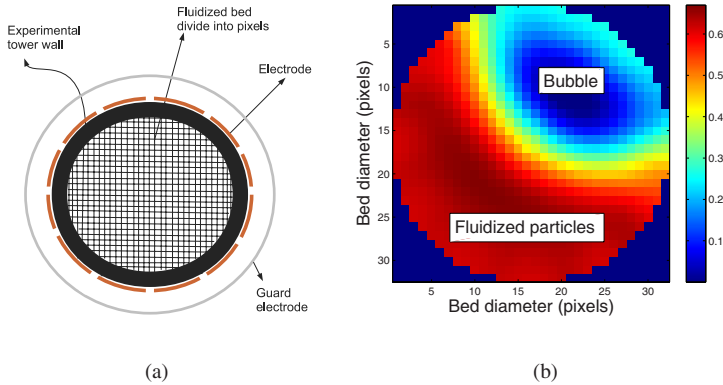 Experimental
tower wall
Fluidized bed
divide into pixels
Electrode
Guard
electrode
(a)
Bubble
Fluidized particles
Bed diameter (pixels)
5
10
15
20
25
30
5
10
15
20
25
30
Bed diameter (pixels)
0.6
0.5
0.4
0.3
0.2
0.1
(b)